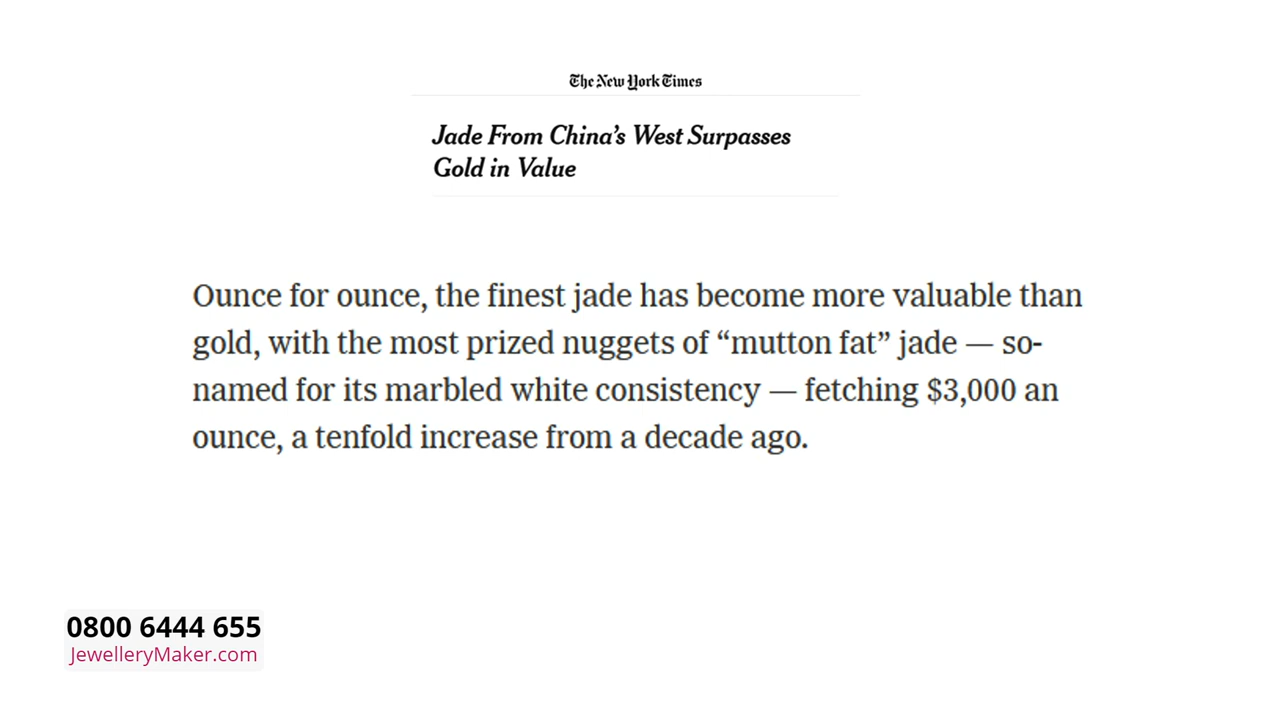 The New York Times
Jade From China’s West Surpasses
Gold in Value
Ounce for ounce, the finest jade has become more valuable than
gold, with the most prized nuggets of “mutton fat” jade — so-
named for its marbled white consistency — fetching $3,000 an
ounce, a tenfold increase from a decade ago.
0800 6444 655
JewelleryMaker.com